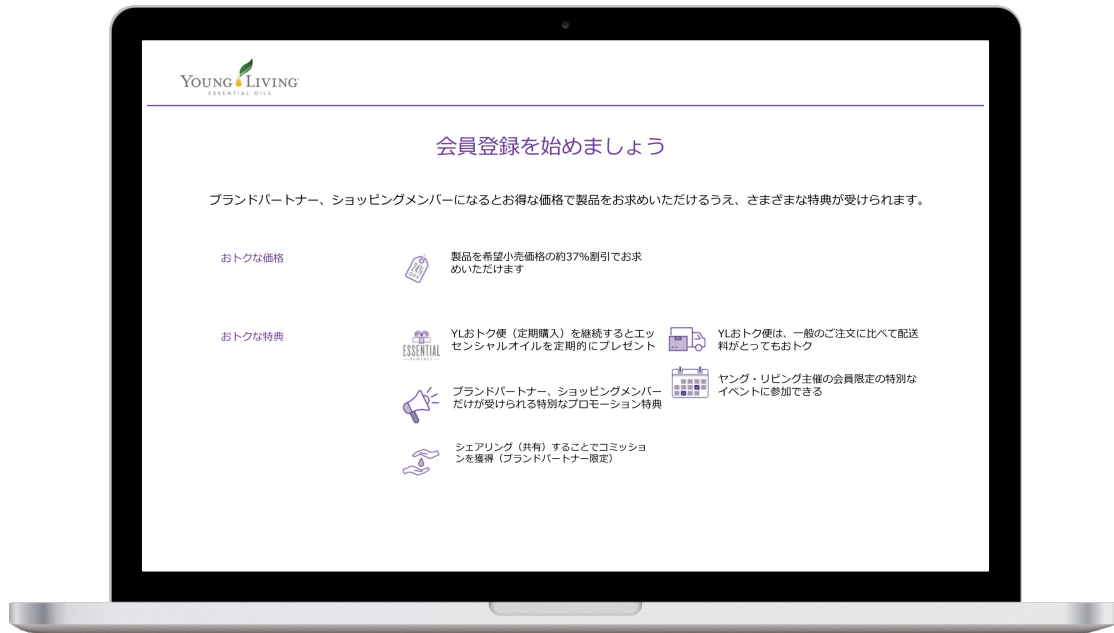 YOUNG LIVING
ESSENTIAL OILS
会員登録を始めましょう
ブランドパートナー、ショッピングメンバーになるとお得な価格で製品をお求めいただけるうえ、さまざまな特典が受けられます。
おトクな価格
24%
OFF
製品を希望小売価格の約37%割引でお求
めいただけます
おトクな特典
ESSENTIAL
REWARDS
YLおトク便（定期購入）を継続するとエッ
センシャルオイルを定期的にプレゼント
YLおトク便は、一般のご注文に比べて配送
料がとってもおトク
ブランドパートナー、ショッピングメンバー
だけが受けられる特別なプロモーション特典
ヤング・リビング主催の会員限定の特別な
イベントに参加できる
シェアリング（共有）することでコミッショ
ンを獲得（ブランドパートナー限定）